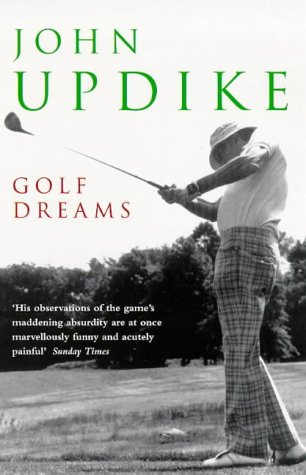 JOHN
UPDIKE
GOLF
DREAMS
'His observations of the game's
maddening absurdity are at once
marvellously funny and acutely
painful' Sunday Times